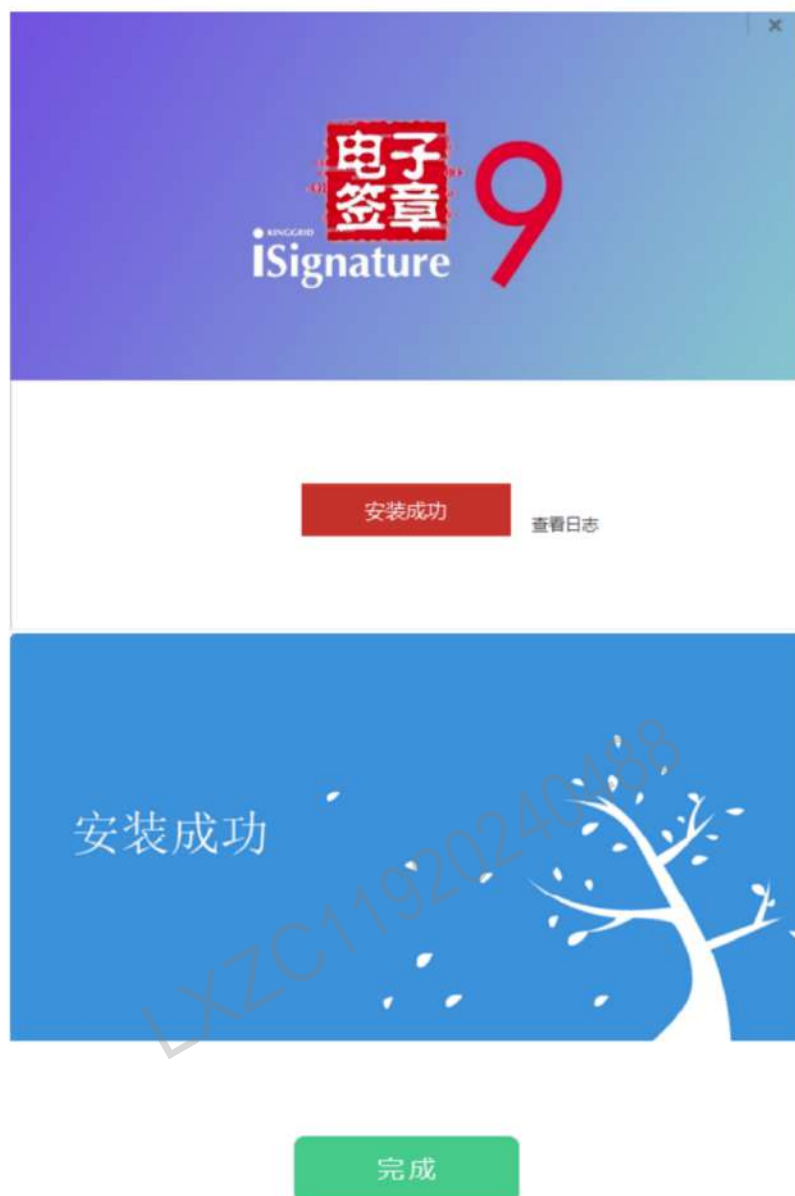 电子
签章
9
KINGGRID
iSignature
安装成功
查看日志
安装成功
LXZC11920240488
完成